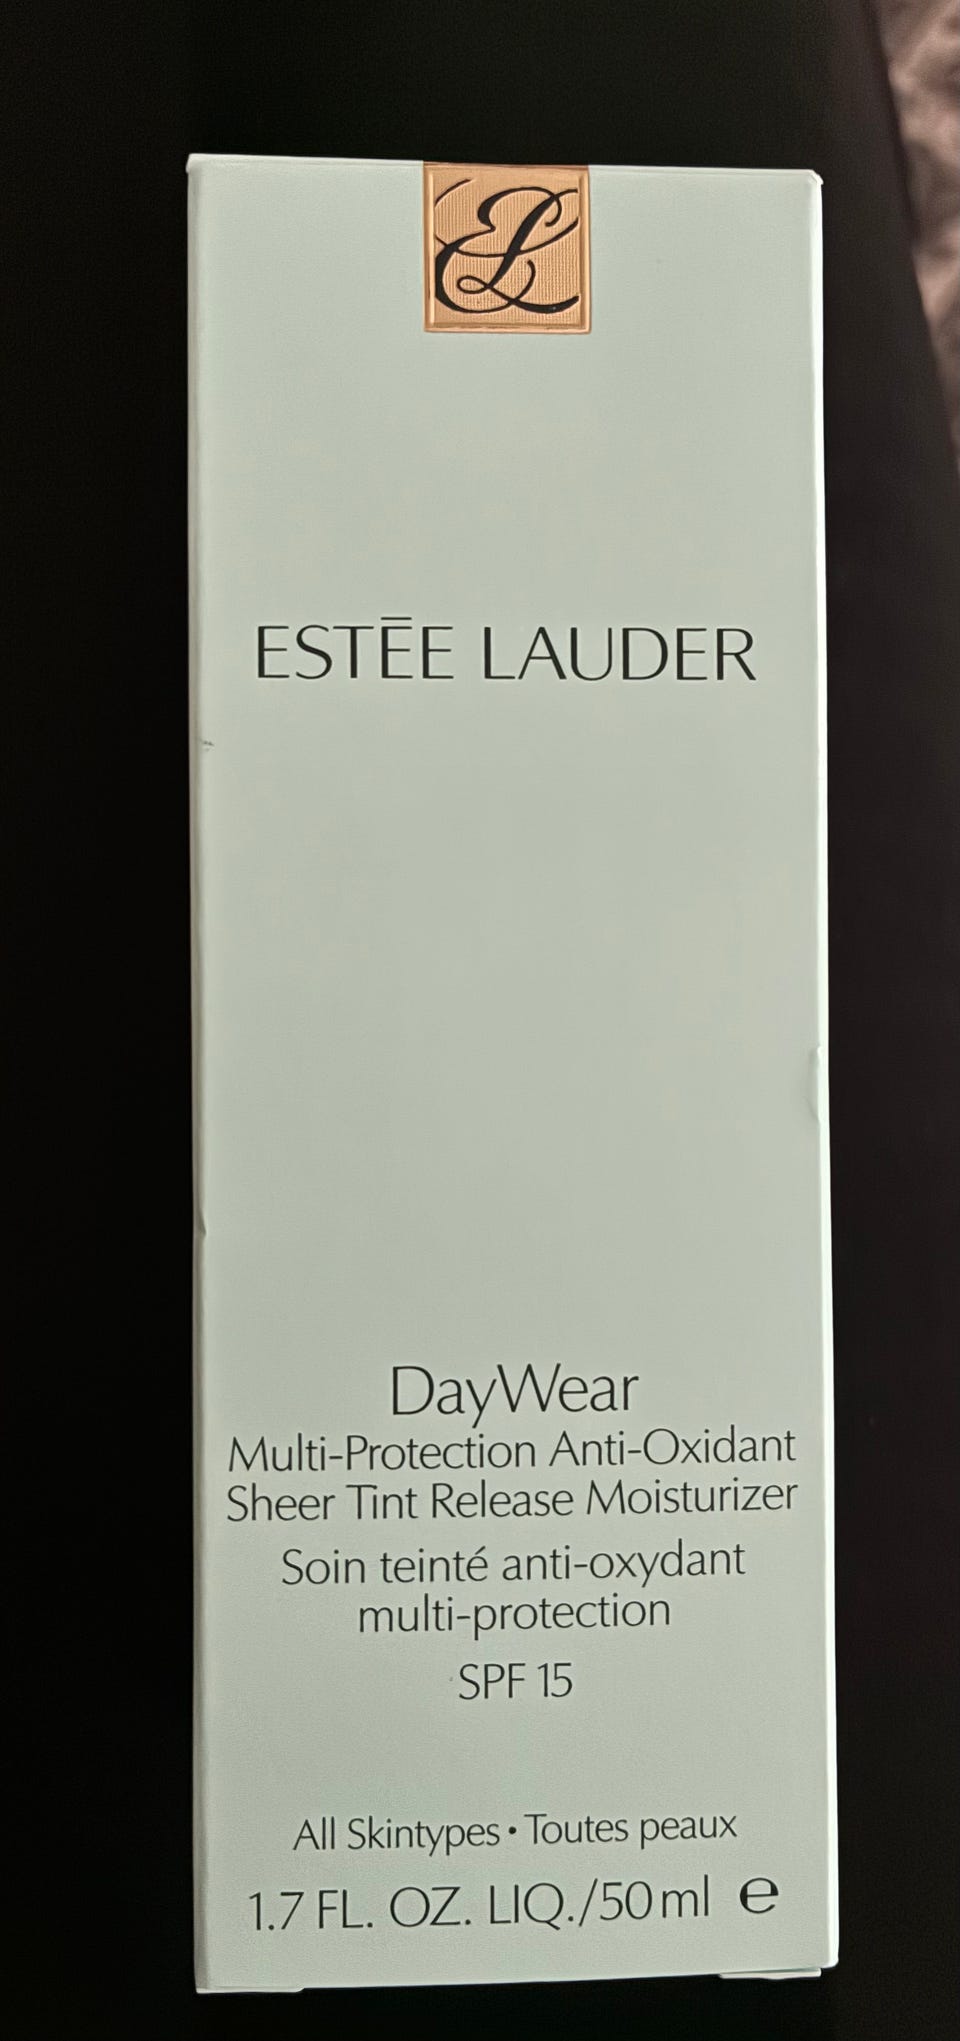 EL
ESTĒE LAUDER
DayWear
Multi-Protection Anti-Oxidant
Sheer Tint Release Moisturizer
Soin teinté anti-oxydant
multi-protection
SPF 15
All Skintypes • Toutes peaux
1.7 FL. OZ. LIQ./50 ml ℮